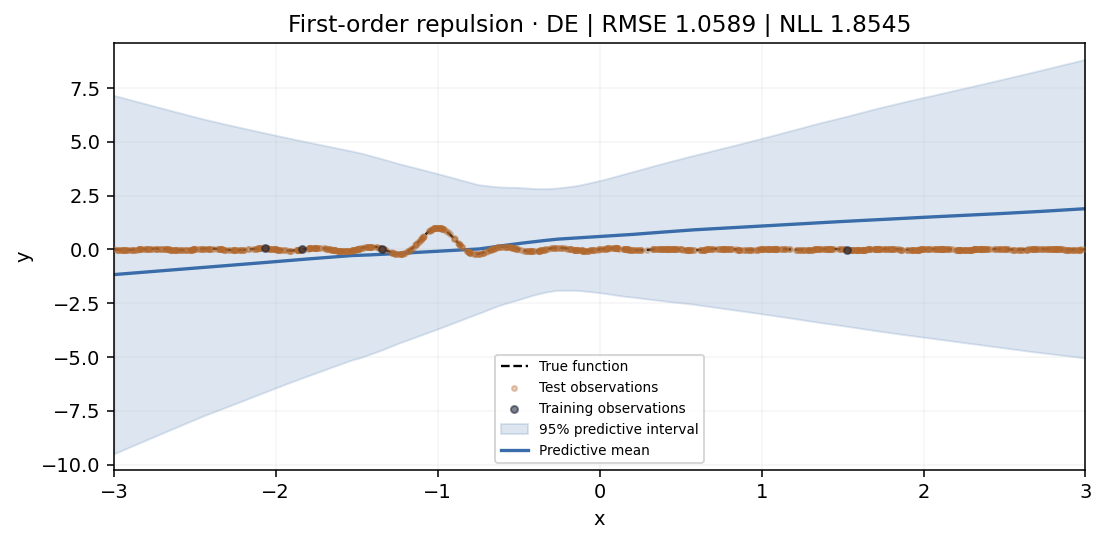 First-order repulsion · DE | RMSE 1.0589 | NLL 1.8545
y
7.5
5.0
2.5
0.0
−2.5
−5.0
−7.5
−10.0
True function
Test observations
Training observations
95% predictive interval
Predictive mean
−3
−2
−1
0
1
2
3
x